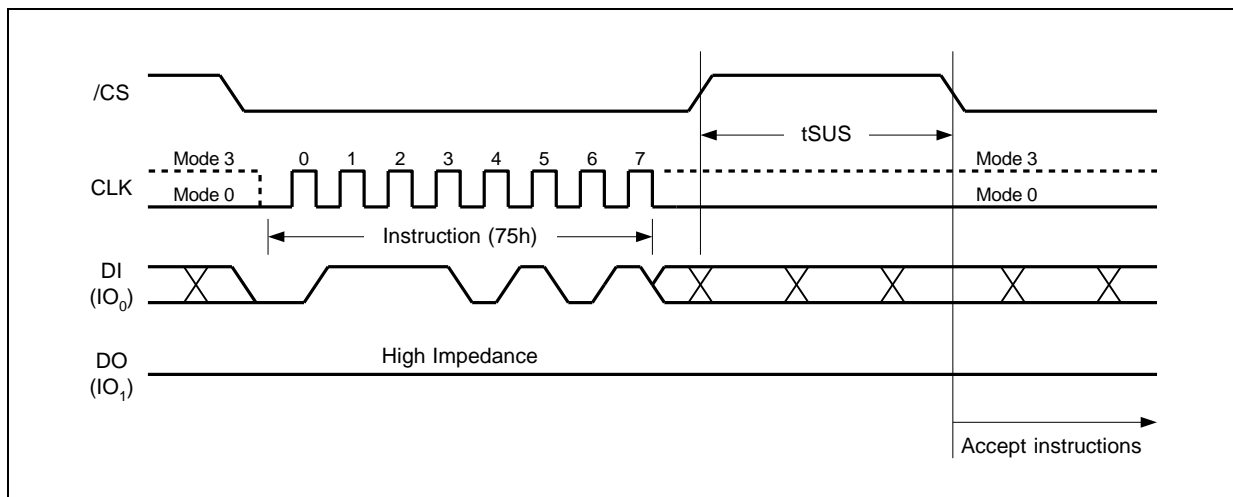 /CS
tSUS
Mode 3 0 1 2 3 4 5 6 7 Mode 3
CLK
Mode 0 Mode 0
Instruction (75h)
DI
(IO₀)
High Impedance
DO
(IO₁)
Accept instructions